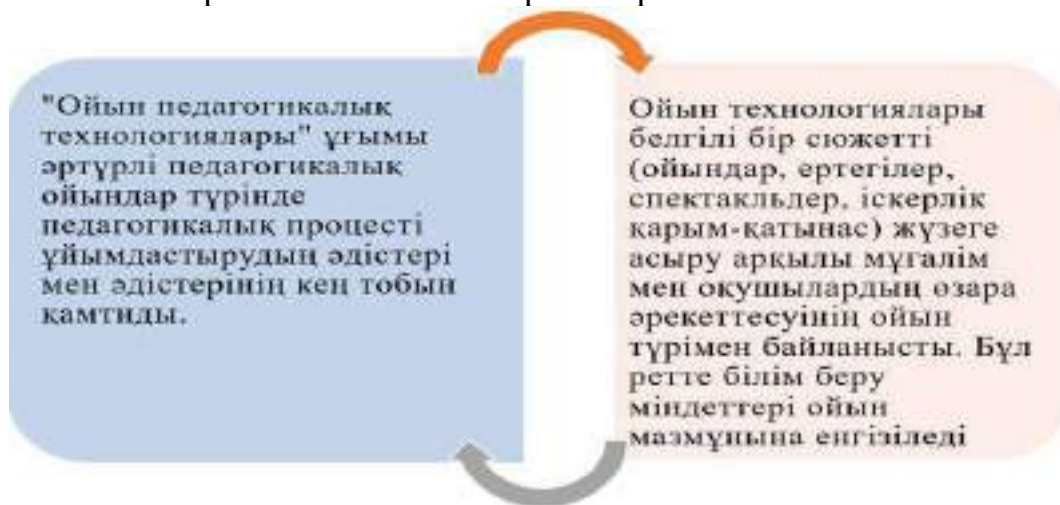 "Ойын педагогикалық
технологиялары" ұғымы
әртүрлі педагогикалық
ойындар түрінде
педагогикалық процесті
ұйымдастырудың әдістері
мен әдістерінің кең тобын
қамтиды.
Ойын технологиялары
белгілі бір сюжетті
(ойындар, ертегілер,
спектакльдер, іскерлік
қарым-қатынас) жүзеге
асыру арқылы мұғалім
мен оқушылардың өзара
әрекеттесуінің ойын
түрімен байланысты. Бұл
ретте білім беру
міндеттері ойын
мазмұнына енгізіледі